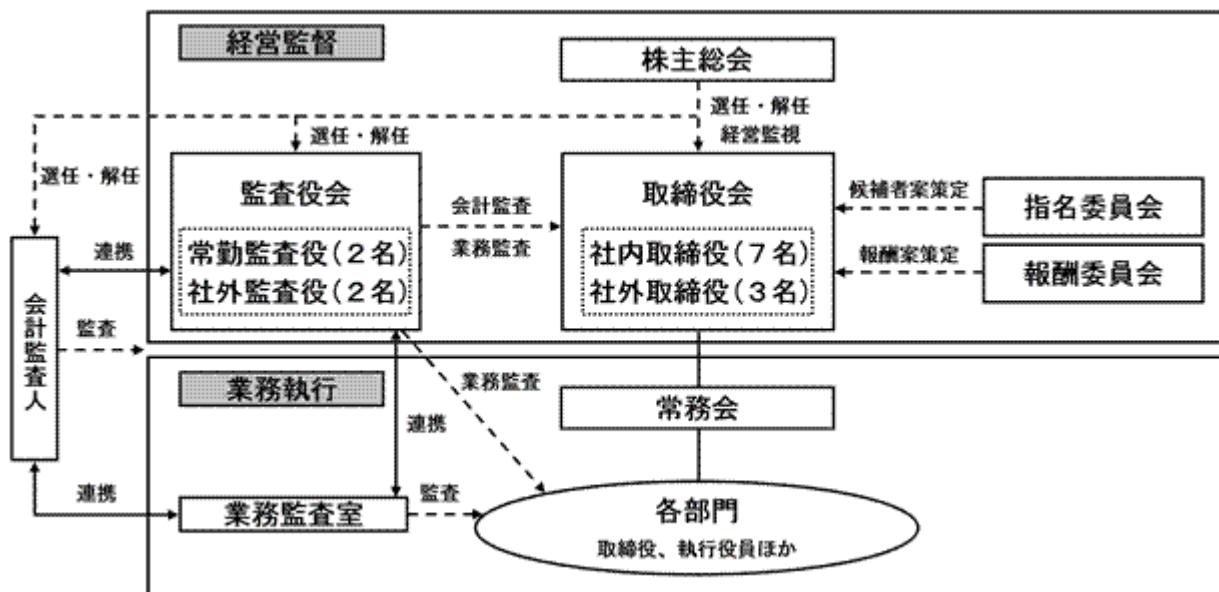 経営監督
株主総会
選任・解任
経営監視
選任・解任
選任・解任
監査役会
常勤監査役(2名)
社外監査役(2名)
会計監査
業務監査
取締役会
社内取締役(7名)
社外取締役(3名)
候補者案策定
指名委員会
報酬案策定
報酬委員会
連携
会計監査人
監査
業務執行
業務監査
連携
常務会
連携
業務監査室
監査
各部門
取締役、執行役員ほか